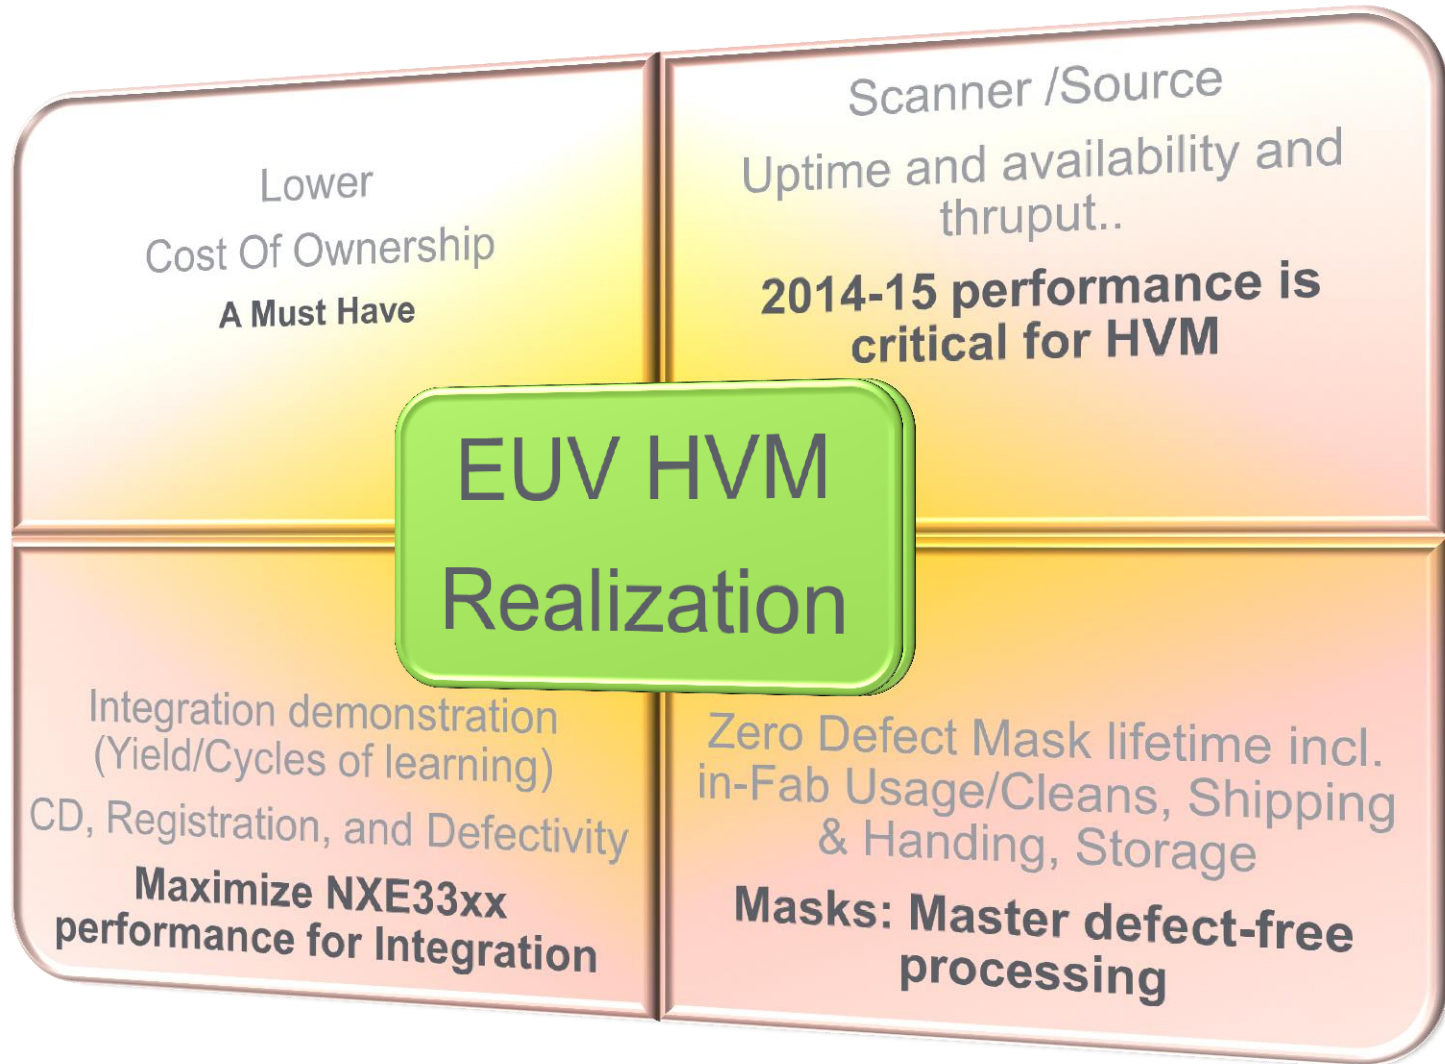 Lower
Cost Of Ownership
A Must Have
Scanner /Source
Uptime and availability and
thruput..
2014-15 performance is
critical for HVM
EUV HVM
Realization
Integration demonstration
(Yield/Cycles of learning)
CD, Registration, and Defectivity
Maximize NXE33xx
performance for Integration
Zero Defect Mask lifetime incl.
in-Fab Usage/Cleans, Shipping
& Handing, Storage
Masks: Master defect-free
processing